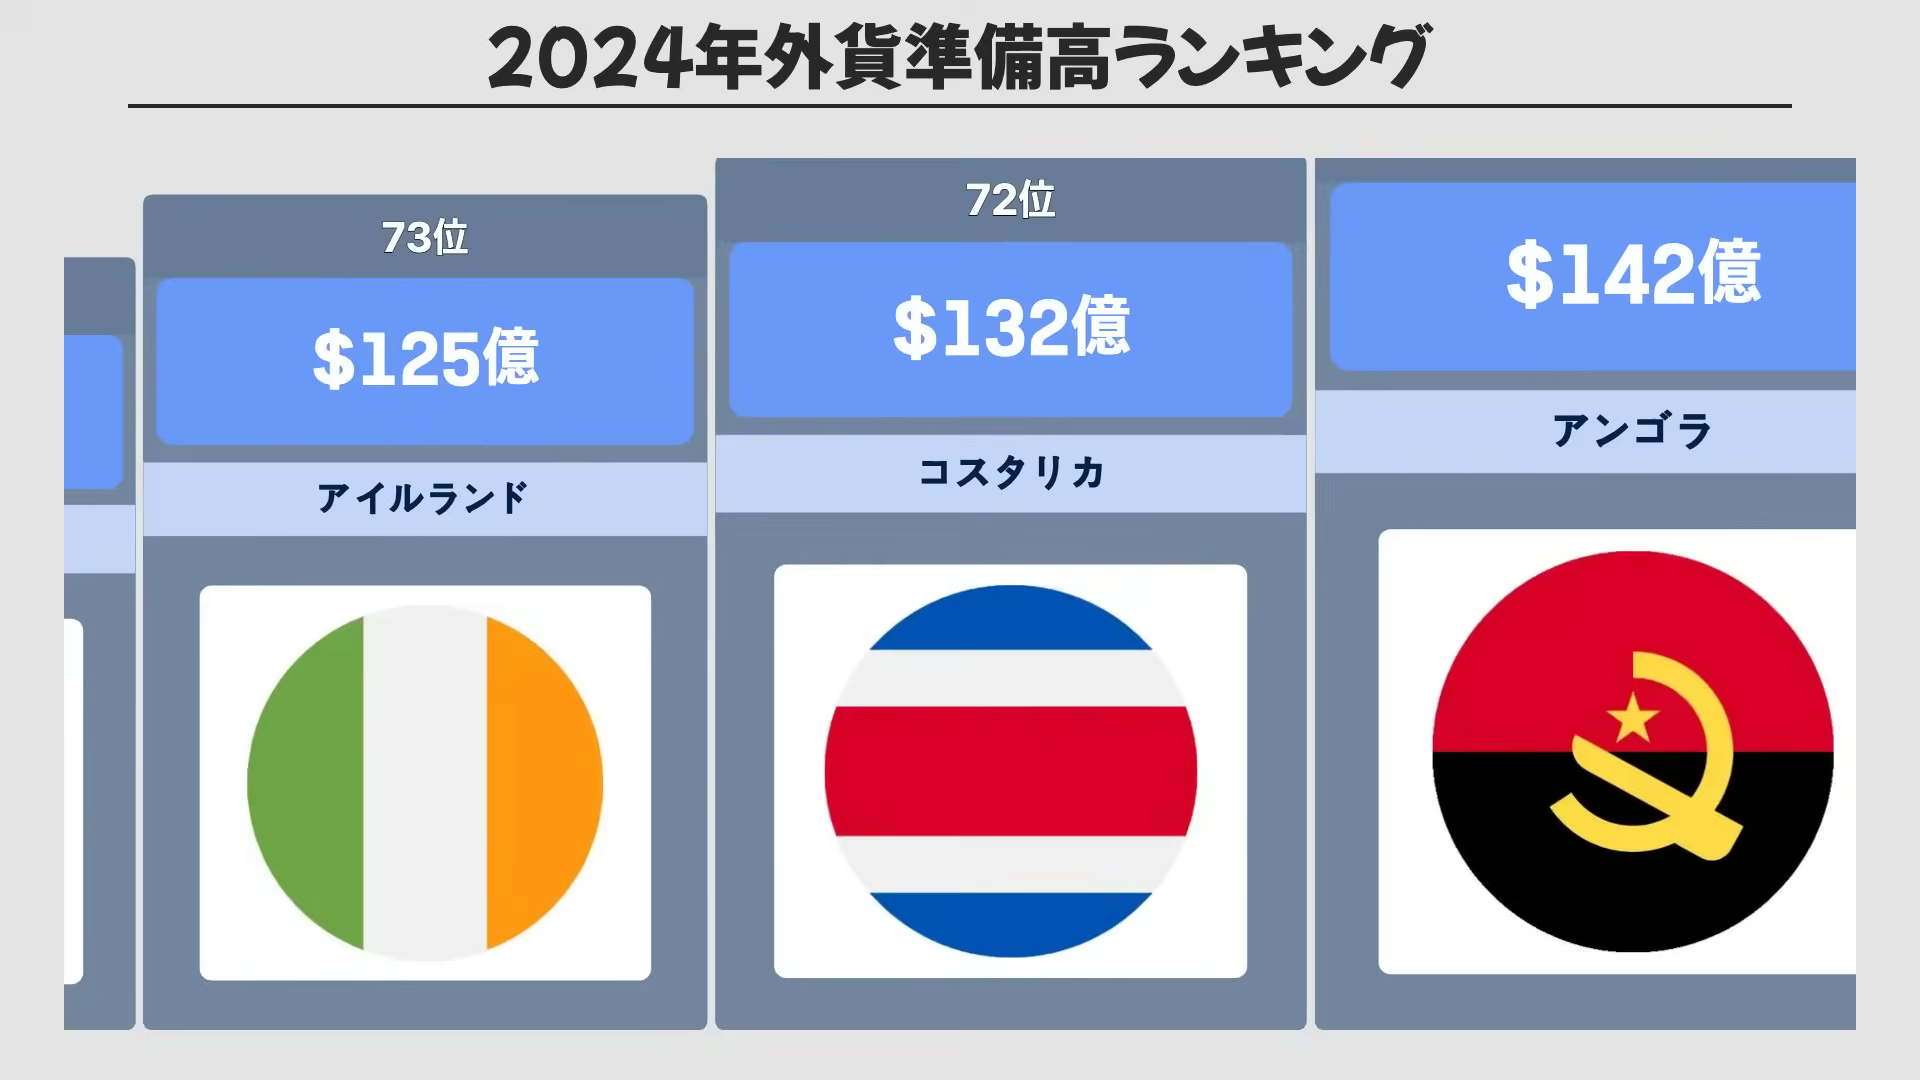 2024年外貨準備高ランキング
73位
$125億
アイルランド
72位
$132億
コスタリカ
$142億
アンゴラ